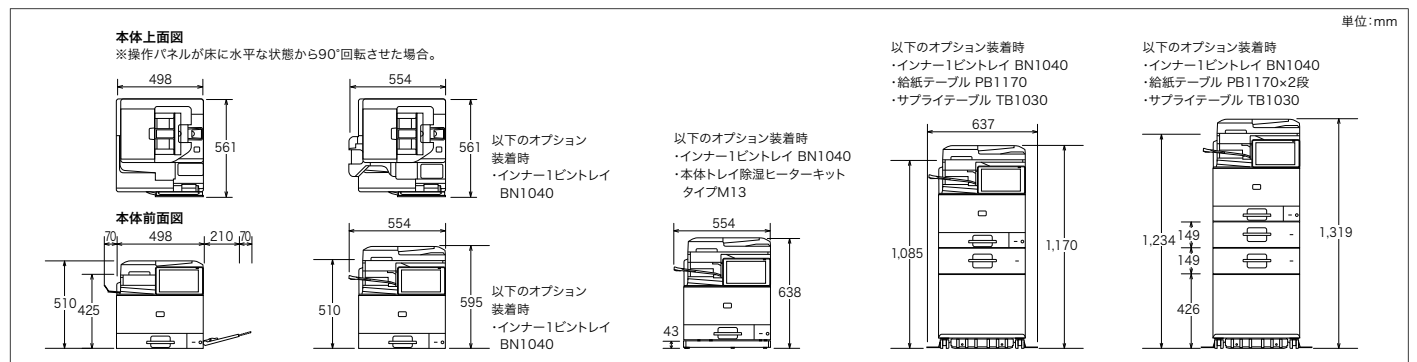 単位:mm
本体上面図
※操作パネルが床に水平な状態から90°回転させた場合。
498
561
554
561
以下のオプション
装着時
・インナー1ビントレイ
BN1040
本体前面図
70
498
210
70
510
425
554
510
595
以下のオプション
装着時
・インナー1ビントレイ
BN1040
以下のオプション装着時
・インナー1ビントレイ BN1040
・本体トレイ除湿ヒーターキット
タイプM13
554
43
638
以下のオプション装着時
・インナー1ビントレイ BN1040
・給紙テーブル PB1170
・サプライテーブル TB1030
637
1,085
1,170
以下のオプション装着時
・インナー1ビントレイ BN1040
・給紙テーブル PB1170×2段
・サプライテーブル TB1030
1,234
149
149
426
1,319